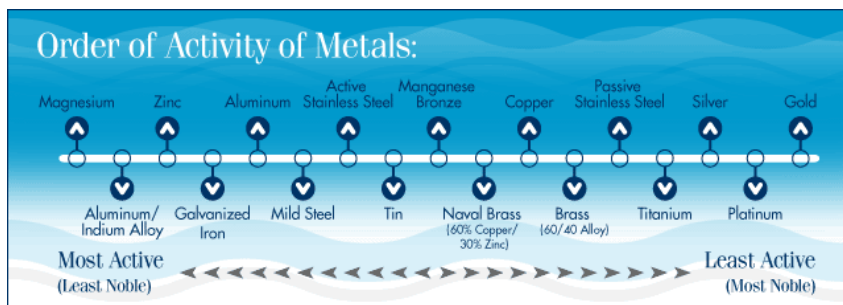 Order of Activity of Metals:
Magnesium
Zinc
Aluminum
Active
Stainless Steel
Manganese
Bronze
Copper
Passive
Stainless Steel
Silver
Gold
Aluminum/
Indium Alloy
Galvanized
Iron
Mild Steel
Tin
Naval Brass
(60% Copper/
30% Zinc)
Brass
(60/40 Alloy)
Titanium
Platinum
Most Active
(Least Noble)
Least Active
(Most Noble)